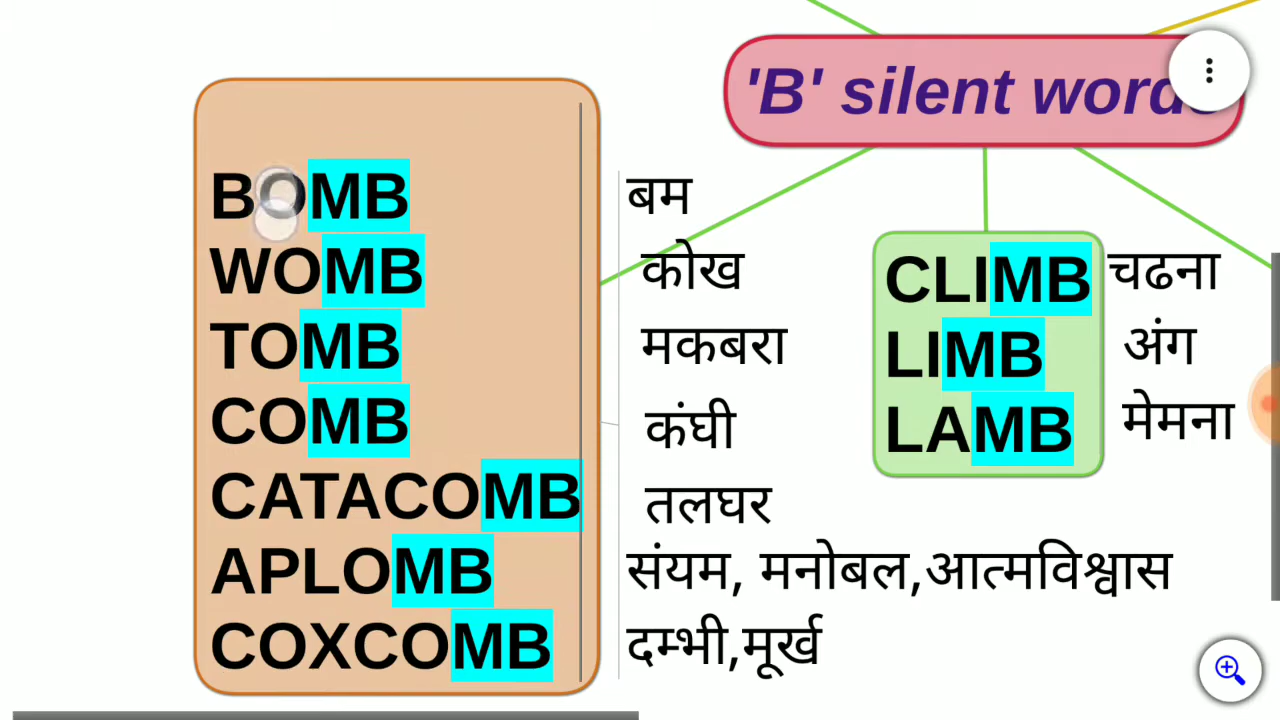 'B' silent words
BOMB बम
WOMB कोख
TOMB मकबरा
COMB कंघी
CATACOMB तलघर
APLOMB संयम, मनोबल,आत्मविश्वास
COXCOMB दम्भी,मूर्ख
CLIMB चढना
LIMB अंग
LAMB मेमना